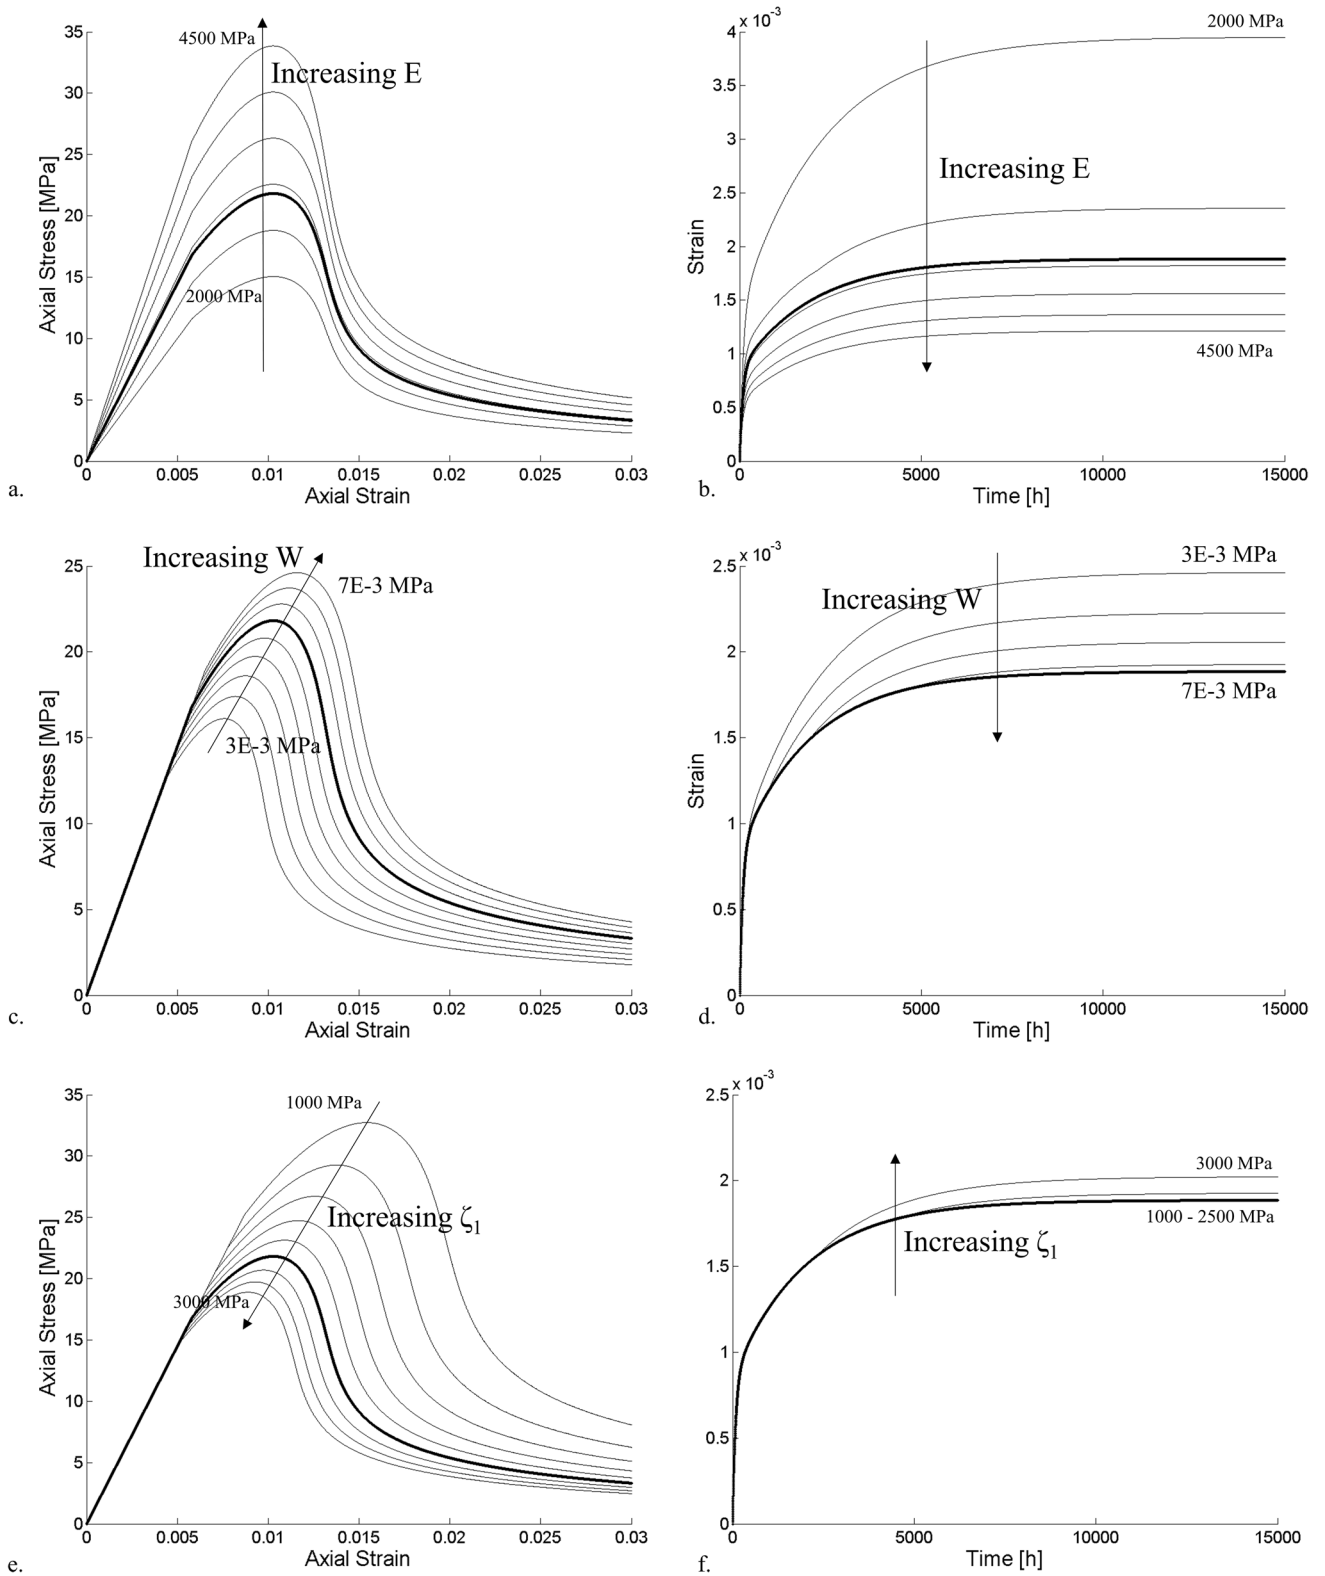 35
30
25
20
15
10
5
0
0 0.005 0.01 0.015 0.02 0.025 0.03
Axial Stress [MPa]
Axial Strain
4500 MPa
Increasing E
2000 MPa
a.
4 x 10-3
3.5
3
2.5
2
1.5
1
0.5
0
0 5000 10000 15000
Strain
Time [h]
2000 MPa
Increasing E
4500 MPa
b.
25
20
15
10
5
0
0 0.005 0.01 0.015 0.02 0.025 0.03
Axial Stress [MPa]
Axial Strain
Increasing W
7E-3 MPa
3E-3 MPa
c.
2.5 x 10-3
2
1.5
1
0.5
0
0 5000 10000 15000
Strain
Time [h]
3E-3 MPa
Increasing W
7E-3 MPa
d.
35
30
25
20
15
10
5
0
0 0.005 0.01 0.015 0.02 0.025 0.03
Axial Stress [MPa]
Axial Strain
1000 MPa
Increasing ζ1
3000 MPa
e.
2.5 x 10-3
2
1.5
1
0.5
0
0 5000 10000 15000
Time [h]
3000 MPa
1000 - 2500 MPa
Increasing ζ1
f.